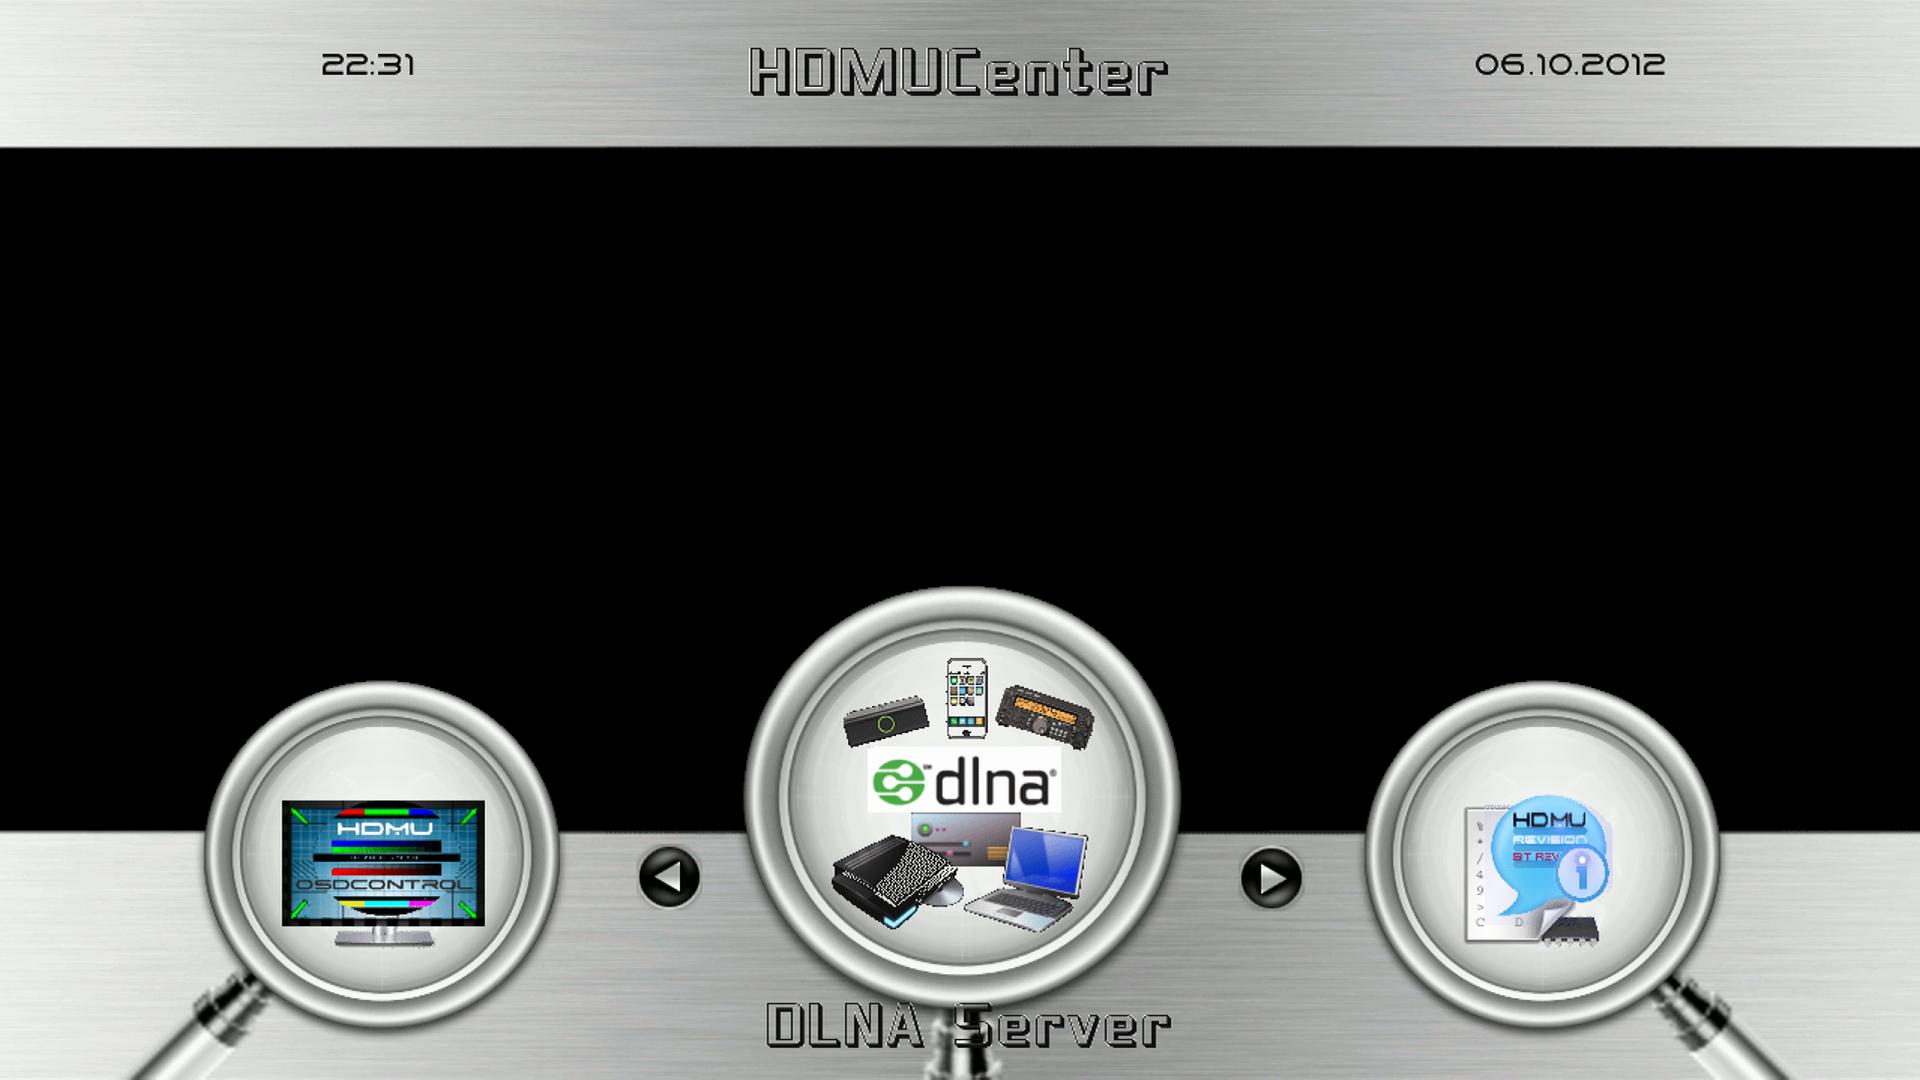 22:31
HDMUCenter
06.10.2012
dlna
HDMU
OSDCONTROL
HDMU
REVISION
ST REV
DLNA Server